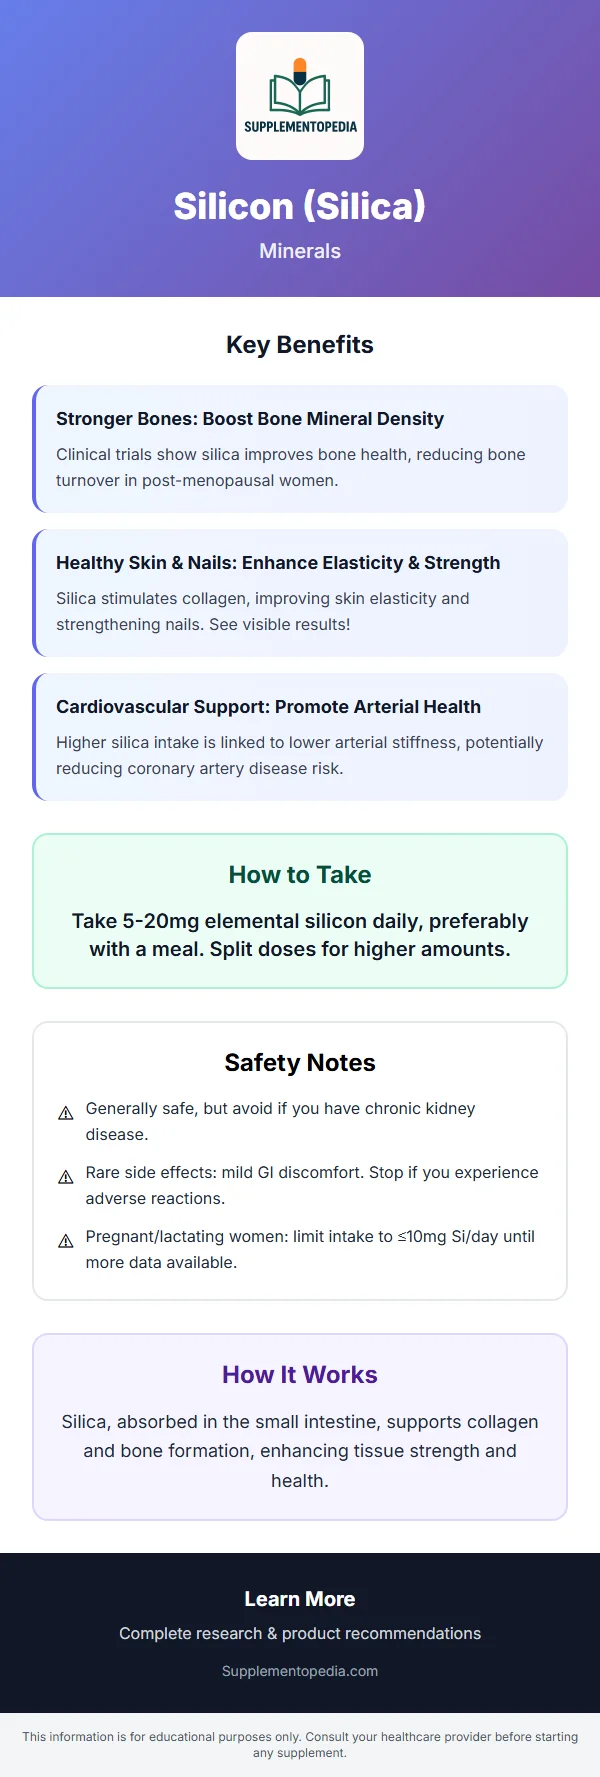 SUPPLEMENTOPEDIA
Silicon (Silica)
Minerals
Key Benefits
Stronger Bones: Boost Bone Mineral Density
Clinical trials show silica improves bone health, reducing bone
turnover in post-menopausal women.
Healthy Skin & Nails: Enhance Elasticity & Strength
Silica stimulates collagen, improving skin elasticity and
strengthening nails. See visible results!
Cardiovascular Support: Promote Arterial Health
Higher silica intake is linked to lower arterial stiffness, potentially
reducing coronary artery disease risk.
How to Take
Take 5-20mg elemental silicon daily, preferably
with a meal. Split doses for higher amounts.
Safety Notes
Generally safe, but avoid if you have chronic kidney
disease.
Rare side effects: mild GI discomfort. Stop if you experience
adverse reactions.
Pregnant/lactating women: limit intake to ≤10mg Si/day until
more data available.
How It Works
Silica, absorbed in the small intestine, supports collagen
and bone formation, enhancing tissue strength and
health.
Learn More
Complete research & product recommendations
Supplementopedia.com
This information is for educational purposes only. Consult your healthcare provider before starting
any supplement.